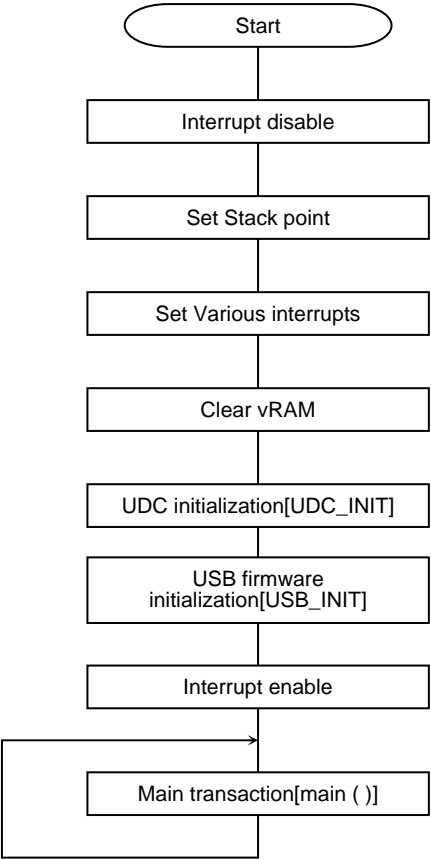 Start
Interrupt disable
Set Stack point
Set Various interrupts
Clear vRAM
UDC initialization[UDC_INIT]
USB firmware
initialization[USB_INIT]
Interrupt enable
Main transaction[main ( )]